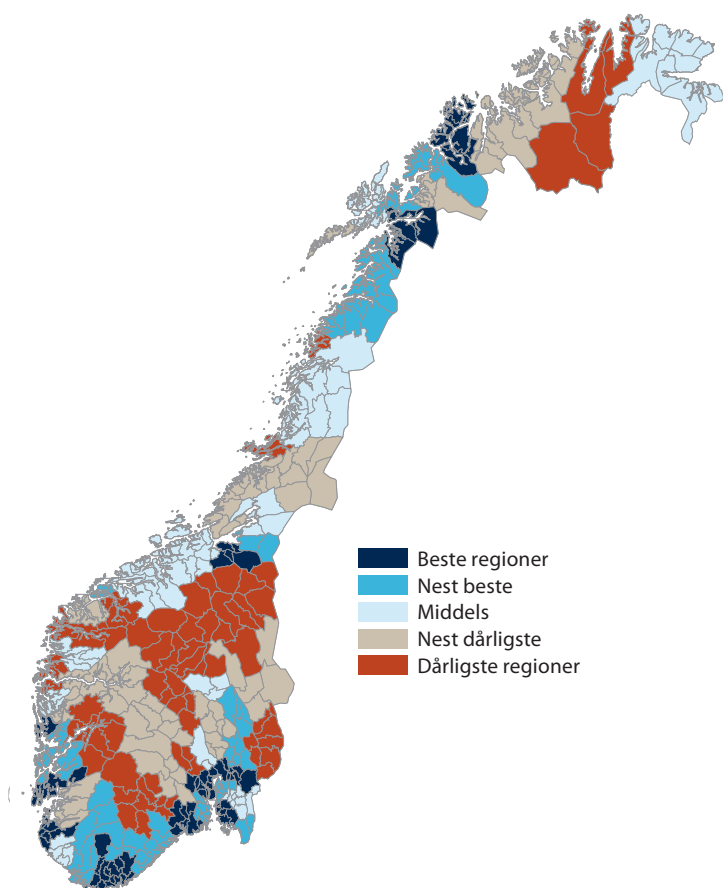 Beste regioner
Nest beste
Middels
Nest dårligste
Dårligste regioner